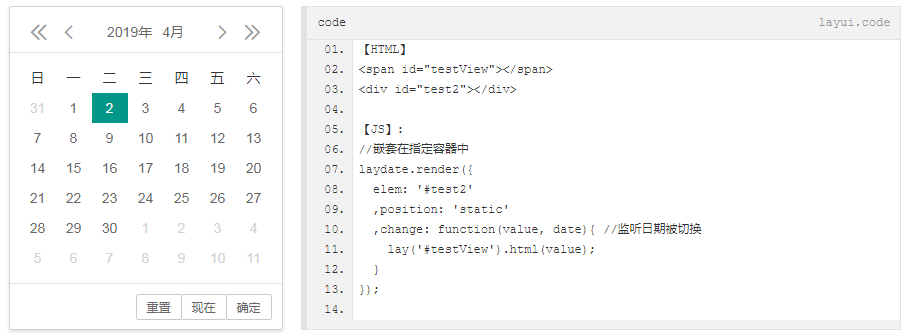 2019年 4月
日 一 二 三 四 五 六
31 1 2 3 4 5 6
7 8 9 10 11 12 13
14 15 16 17 18 19 20
21 22 23 24 25 26 27
28 29 30 1 2 3 4
5 6 7 8 9 10 11
重置 现在 确定
code layui.code
01. 【HTML】
02. <span id="testView"></span>
03. <div id="test2"></div>
04.
05. 【JS】:
06. //嵌套在指定容器中
07. laydate.render({
08.   elem: '#test2'
09.   ,position: 'static'
10.   ,change: function(value, date){ //监听日期被切换
11.     lay('#testView').html(value);
12.   }
13. });
14.